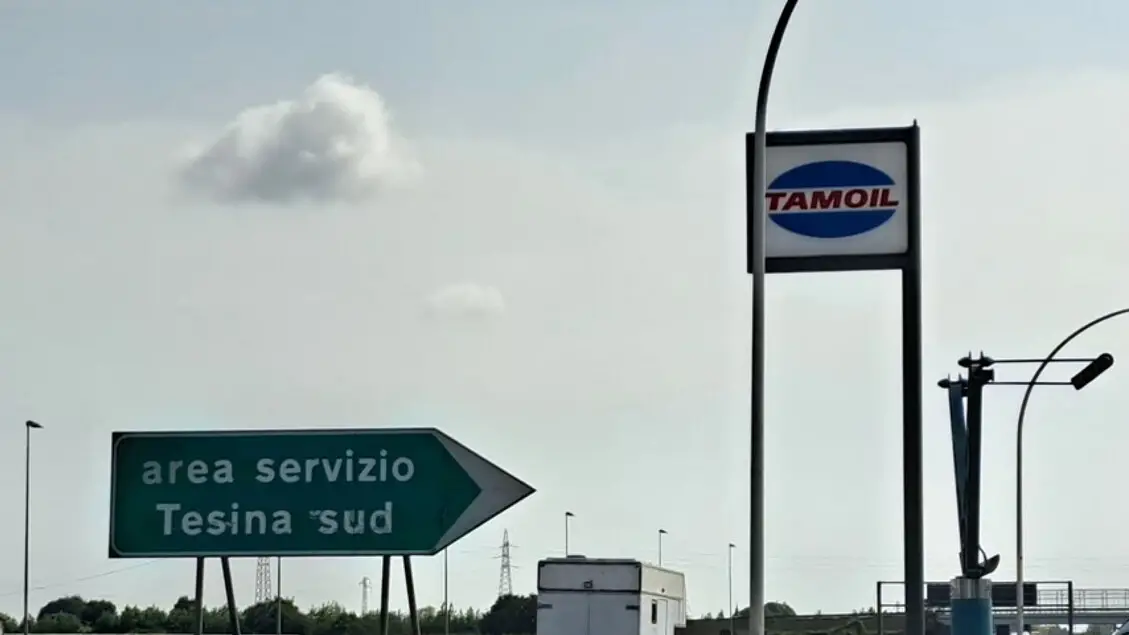 area servizio
Tesina sud
TAMOIL